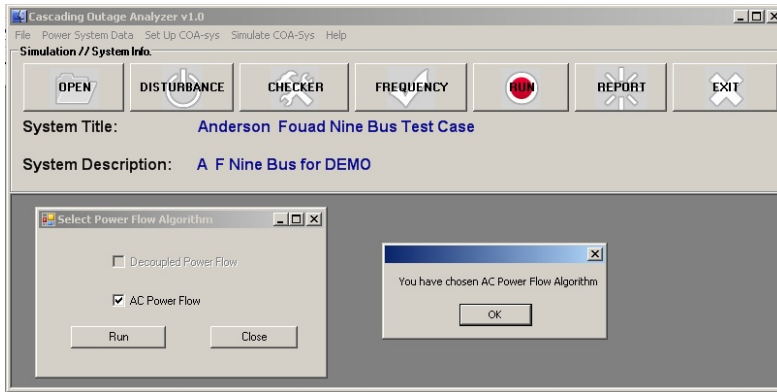 Cascading Outage Analyzer v1.0
File Power System Data Set Up COA-sys Simulate COA-Sys Help
Simulation // System Info.
OPEN DISTURBANCE CHECKER FREQUENCY RUN REPORT EXIT
System Title: Anderson Fouad Nine Bus Test Case
System Description: A F Nine Bus for DEMO
Select Power Flow Algorithm
Decoupled Power Flow
AC Power Flow
Run Close
You have chosen AC Power Flow Algorithm
OK